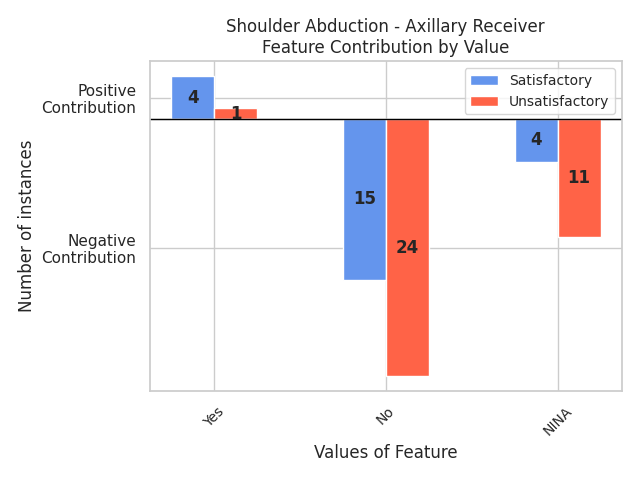 Shoulder Abduction - Axillary Receiver
Feature Contribution by Value
Satisfactory
Unsatisfactory
Positive
Contribution
Negative
Contribution
Number of instances
4
1
15
24
4
11
Yes
No
NINA
Values of Feature